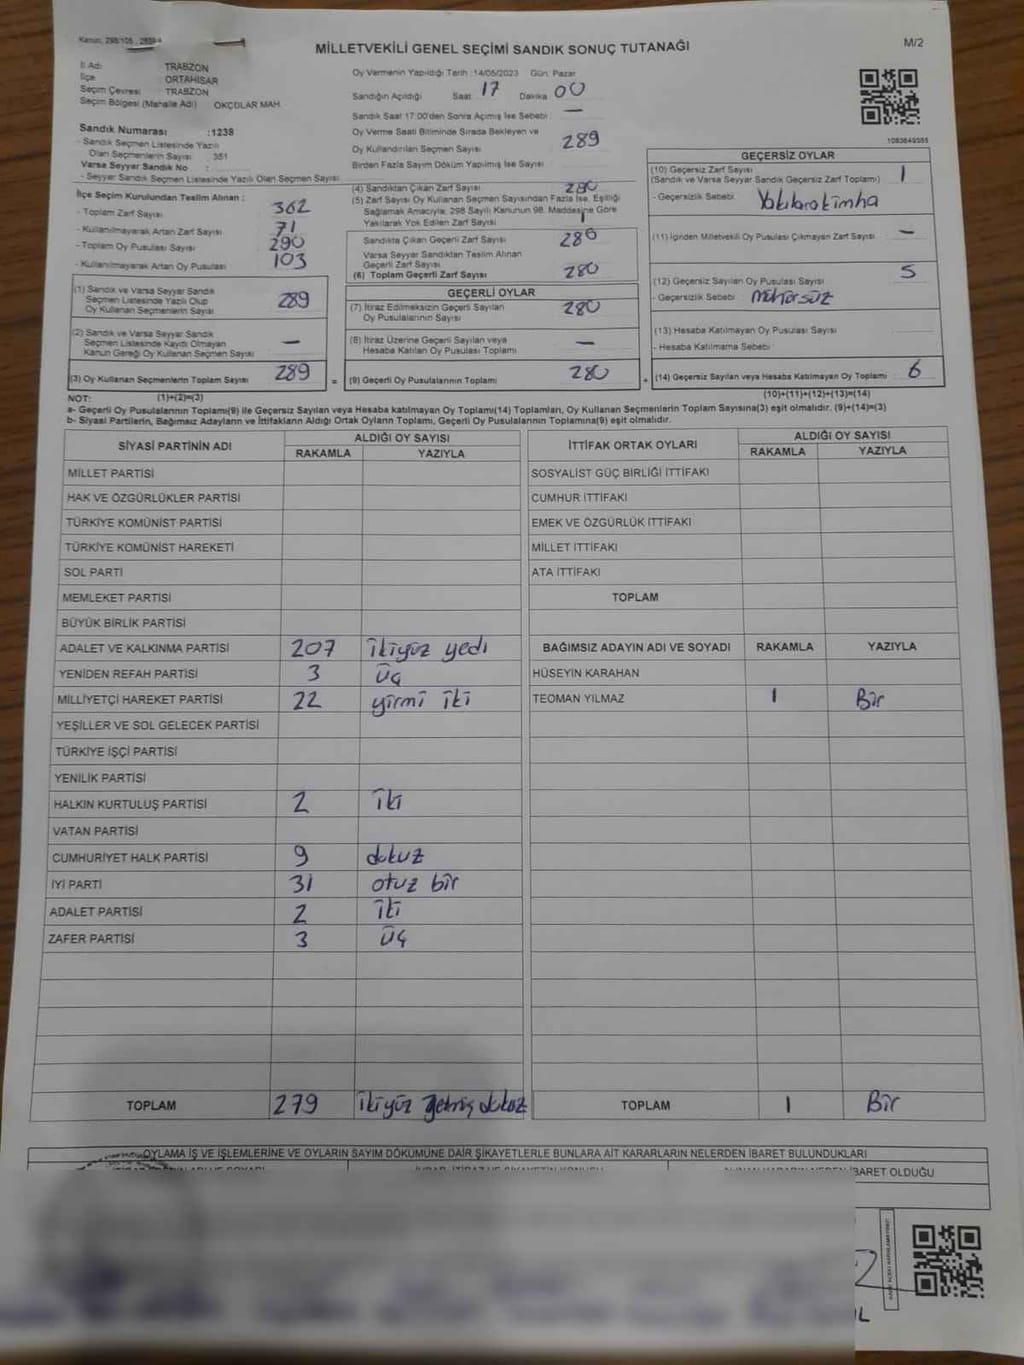 Kanun, 298/105
MİLLETVEKİLİ GENEL SEÇİMİ SANDIK SONUÇ TUTANAĞI
M/2
İl Adı TRABZON
İlçe ORTAHİSAR
Seçim Çevresi TRABZON
Seçim Bölgesi (Mahalle Adı) OKÇULAR MAH.
Sandık Numarası :1238
- Sandık Seçmen Listesinde Yazılı
Olan Seçmenlerin Sayısı : 351
Varsa Seyyar Sandık No :
- Seyyar Sandık Seçmen Listesinde Yazılı Olan Seçmen Sayısı
İlçe Seçim Kurulundan Teslim Alınan :
- Toplam Zarf Sayısı 362
- Kullanılmayarak Artan Zarf Sayısı 71
- Toplam Oy Pusulası Sayısı 290
- Kullanılmayarak Artan Oy Pusulası 103
(1) Sandık ve Varsa Seyyar Sandık
Seçmen Listesinde Yazılı Olup
Oy Kullanan Seçmenlerin Sayısı 289
(2) Sandık ve Varsa Seyyar Sandık
Seçmen Listesinde Kayıtlı Olmayan
Kanun Gereği Oy Kullanan Seçmen Sayısı —
(3) Oy Kullanan Seçmenlerin Toplam Sayısı 289
Oy Vermenin Yapıldığı Tarih :14/05/2023 Gün: Pazar
Sandığın Açıldığı Saat 17 Dakika 00
Sandık Saat 17:00'den Sonra Açımış İse Sebebi —
Oy Verme Saati Bitiminde Sırada Bekleyen ve
Oy Kullandırılan Seçmen Sayısı 289
Birden Fazla Sayım Döküm Yapılmış İse Sayısı
(4) Sandıktan Çıkan Zarf Sayısı
(5) Zarf Sayısı Oy Kullanan Seçmen Sayısından Fazla İse, Eşitliği
Sağlamak Amacıyla, 298 Sayılı Kanunun 98. Maddesine Göre
Yakılarak Yok Edilen Zarf Sayısı 1
Sandıkta Çıkan Geçerli Zarf Sayısı
Varsa Seyyar Sandıktan Teslim Alınan
Geçerli Zarf Sayısı
(6) Toplam Geçerli Zarf Sayısı 280
GEÇERLİ OYLAR
(7) İtiraz Edilmeksizin Geçerli Sayılan
Oy Pusulalarının Sayısı 280
(8) İtiraz Üzerine Geçerli Sayılan veya
Hesaba Katılan Oy Pusulası Toplamı —
= (9) Geçerli Oy Pusulalarının Toplamı 280
1083649385
GEÇERSİZ OYLAR
(10) Geçersiz Zarf Sayısı 1
(Sandık ve Varsa Seyyar Sandık Geçersiz Zarf Toplamı)
- Geçersizlik Sebebi
(11) İçinden Milletvekili Oy Pusulası Çıkmayan Zarf Sayısı —
(12) Geçersiz Sayılan Oy Pusulası Sayısı 5
- Geçersizlik Sebebi mühürsüz
(13) Hesaba Katılmayan Oy Pusulası Sayısı
- Hesaba Katılmama Sebebi
+ (14) Geçersiz Sayılan veya Hesaba Katılmayan Oy Toplamı 6
NOT: (1)+(2)=(3) (10)+(11)+(12)+(13)=(14)
a- Geçerli Oy Pusulalarının Toplamı(9) ile Geçersiz Sayılan veya Hesaba katılmayan Oy Toplamı(14) Toplamları, Oy Kullanan Seçmenlerin Toplam Sayısına(3) eşit olmalıdır. (9)+(14)=(3)
b- Siyasi Partilerin, Bağımsız Adayların ve İttifakların Aldığı Ortak Oyların Toplamı, Geçerli Oy Pusulalarının Toplamına(9) eşit olmalıdır.
SİYASİ PARTİNİN ADI ALDIĞI OY SAYISI
RAKAMLA YAZIYLA
MİLLET PARTİSİ
HAK VE ÖZGÜRLÜKLER PARTİSİ
TÜRKİYE KOMÜNİST PARTİSİ
TÜRKİYE KOMÜNİST HAREKETİ
SOL PARTİ
MEMLEKET PARTİSİ
BÜYÜK BİRLİK PARTİSİ
ADALET VE KALKINMA PARTİSİ 207 ikiyüz yedi
YENİDEN REFAH PARTİSİ 3 üç
MİLLİYETÇİ HAREKET PARTİSİ 22 yirmi iki
YEŞİLLER VE SOL GELECEK PARTİSİ
TÜRKİYE İŞÇİ PARTİSİ
YENİLİK PARTİSİ
HALKIN KURTULUŞ PARTİSİ 2 iki
VATAN PARTİSİ
CUMHURİYET HALK PARTİSİ 9 dokuz
İYİ PARTİ 31 otuz bir
ADALET PARTİSİ 2 iki
ZAFER PARTİSİ 3 üç
TOPLAM 279 ikiyüz yetmiş dokuz
İTTİFAK ORTAK OYLARI ALDIĞI OY SAYISI
RAKAMLA YAZIYLA
SOSYALİST GÜÇ BİRLİĞİ İTTİFAKI
CUMHUR İTTİFAKI
EMEK VE ÖZGÜRLÜK İTTİFAKI
MİLLET İTTİFAKI
ATA İTTİFAKI
TOPLAM
BAĞIMSIZ ADAYIN ADI VE SOYADI RAKAMLA YAZIYLA
HÜSEYİN KARAHAN
TEOMAN YILMAZ 1 Bir
TOPLAM 1 Bir
OYLAMA İŞ VE İŞLEMLERİNE VE OYLARIN SAYIM DÖKÜMÜNE DAİR ŞİKAYETLERLE BUNLARA AİT KARARLARIN NELERDEN İBARET BULUNDUKLARI
İBARET OLDUĞU